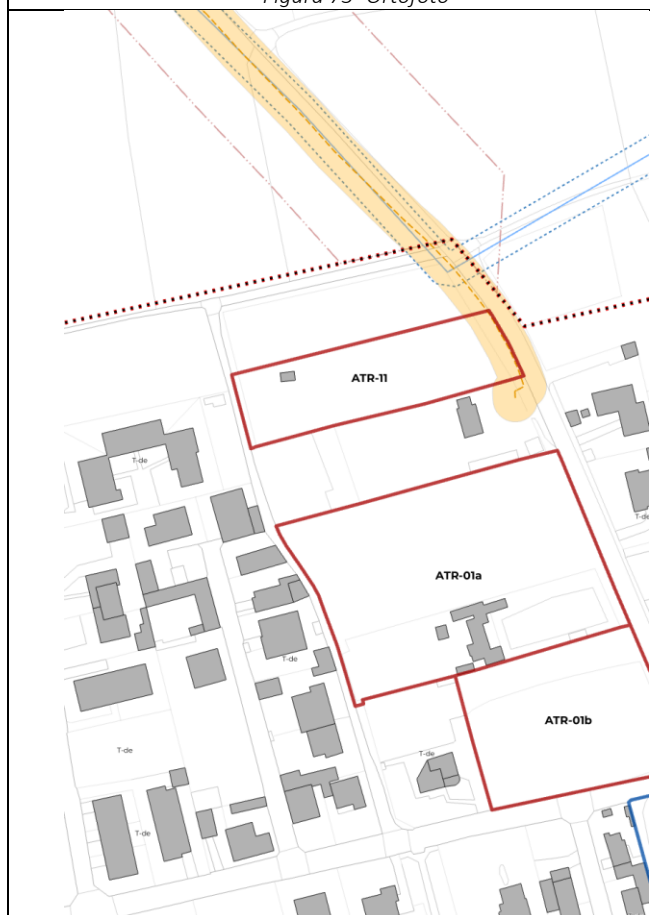 Figura 75- Ortofoto
ATR-11
T-de
ATR-01a
T-de
T-de
ATR-01b
T-de
T-de
T-de